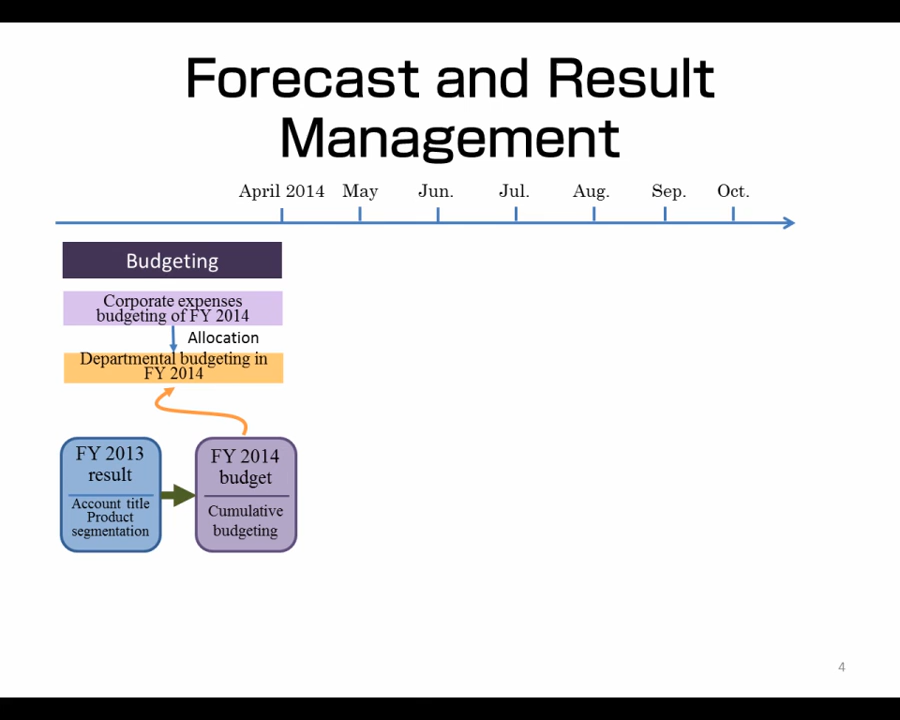 Forecast and Result
Management
April 2014 May Jun. Jul. Aug. Sep. Oct.
Budgeting
Corporate expenses
budgeting of FY 2014
Allocation
Departmental budgeting in
FY 2014
FY 2013
result
Account title
Product
segmentation
FY 2014
budget
Cumulative
budgeting
4